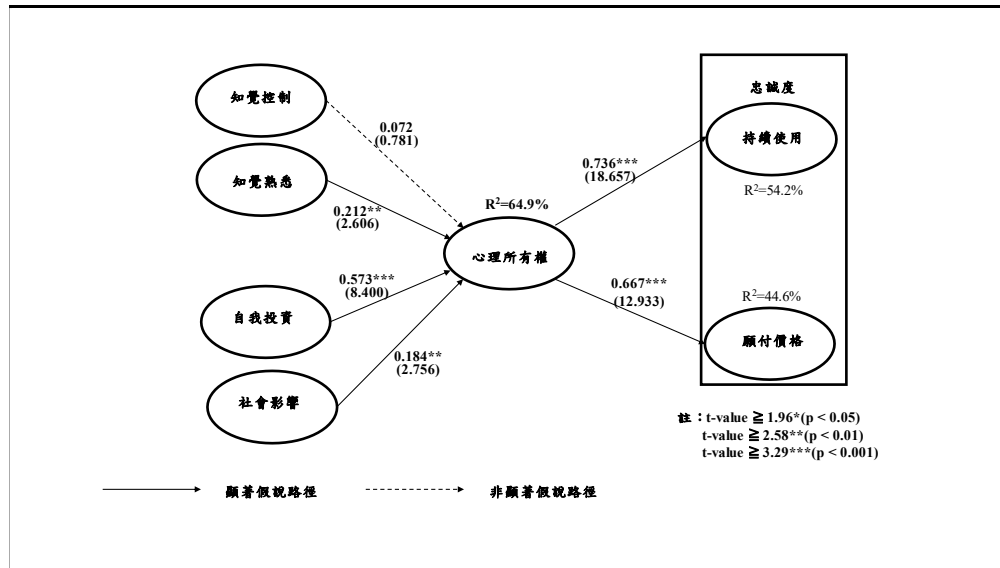 知覺控制
0.072
(0.781)
知覺熟悉
0.212**
(2.606)
自我投資
0.573***
(8.400)
社會影響
0.184**
(2.756)
R²=64.9%
心理所有權
0.736***
(18.657)
0.667***
(12.933)
忠誠度
持續使用
R²=54.2%
R²=44.6%
願付價格
註：t-value ≧ 1.96*(p < 0.05)
t-value ≧ 2.58**(p < 0.01)
t-value ≧ 3.29***(p < 0.001)
顯著假說路徑
非顯著假說路徑